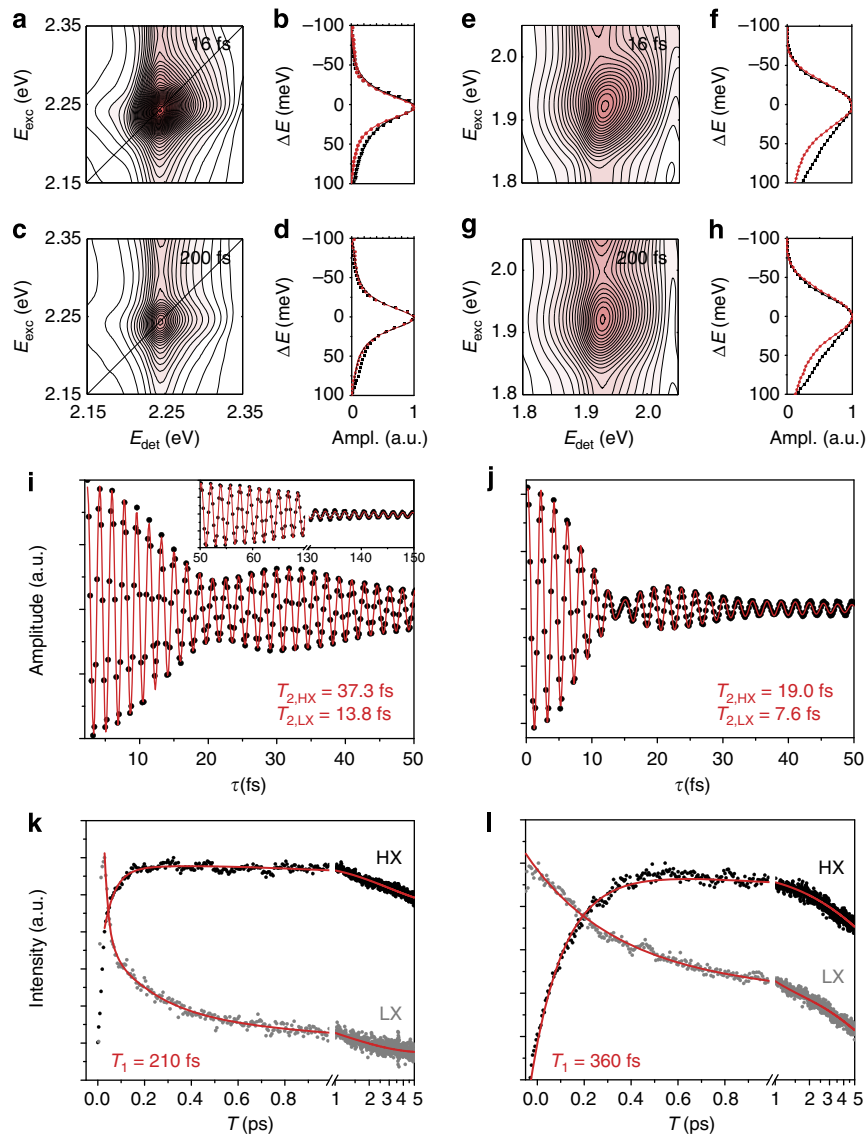 a
2.35
2.25
2.15
E_exc (eV)
16 fs
b
−100
−50
0
50
100
ΔE (meV)
e
2.0
1.9
1.8
E_exc (eV)
16 fs
f
−100
−50
0
50
100
ΔE (meV)
c
2.35
2.25
2.15
E_exc (eV)
200 fs
2.15 2.25 2.35
E_det (eV)
d
−100
−50
0
50
100
ΔE (meV)
0 1
Ampl. (a.u.)
g
2.0
1.9
1.8
E_exc (eV)
200 fs
1.8 1.9 2.0
E_det (eV)
h
−100
−50
0
50
100
ΔE (meV)
0 1
Ampl. (a.u.)
i
Amplitude (a.u.)
50 60 130 150
T2,HX = 37.3 fs
T2,LX = 13.8 fs
10 20 30 40 50
τ(fs)
j
T2,HX = 19.0 fs
T2,LX = 7.6 fs
0 10 20 30 40 50
τ(fs)
k
Intensity (a.u.)
HX
LX
T1 = 210 fs
0.0 0.2 0.4 0.6 0.8 1 2 3 4 5
T (ps)
l
HX
LX
T1 = 360 fs
0.0 0.2 0.4 0.6 0.8 1 2 3 4 5
T (ps)